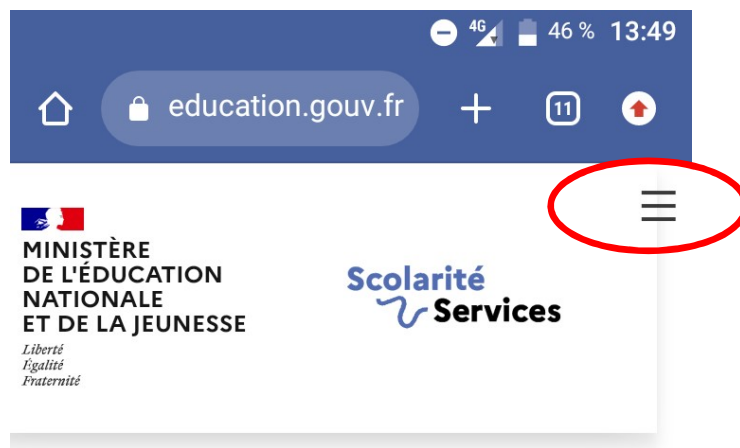 4G 46 % 13:49
education.gouv.fr 11
MINISTÈRE
DE L'ÉDUCATION
NATIONALE
ET DE LA JEUNESSE
Liberté
Égalité
Fraternité
Scolarité
Services